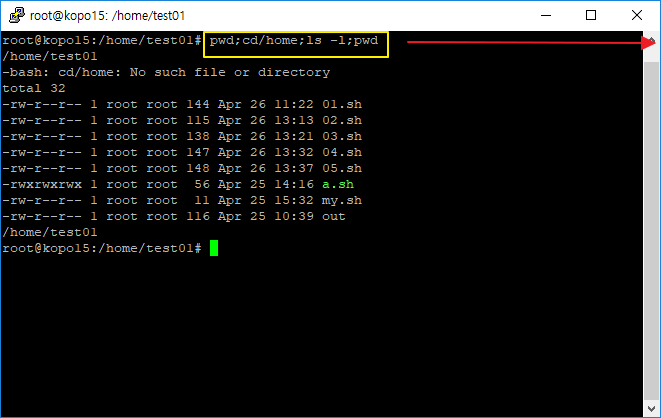 root@kopo15: /home/test01
root@kopo15:/home/test01# pwd;cd/home;ls -l;pwd
/home/test01
-bash: cd/home: No such file or directory
total 32
-rw-r--r-- 1 root root 144 Apr 26 11:22 01.sh
-rw-r--r-- 1 root root 115 Apr 26 13:13 02.sh
-rw-r--r-- 1 root root 138 Apr 26 13:21 03.sh
-rw-r--r-- 1 root root 147 Apr 26 13:32 04.sh
-rw-r--r-- 1 root root 148 Apr 26 13:37 05.sh
-rwxrwxrwx 1 root root  56 Apr 25 14:16 a.sh
-rw-r--r-- 1 root root  11 Apr 25 15:32 my.sh
-rw-r--r-- 1 root root 116 Apr 25 10:39 out
/home/test01
root@kopo15:/home/test01#